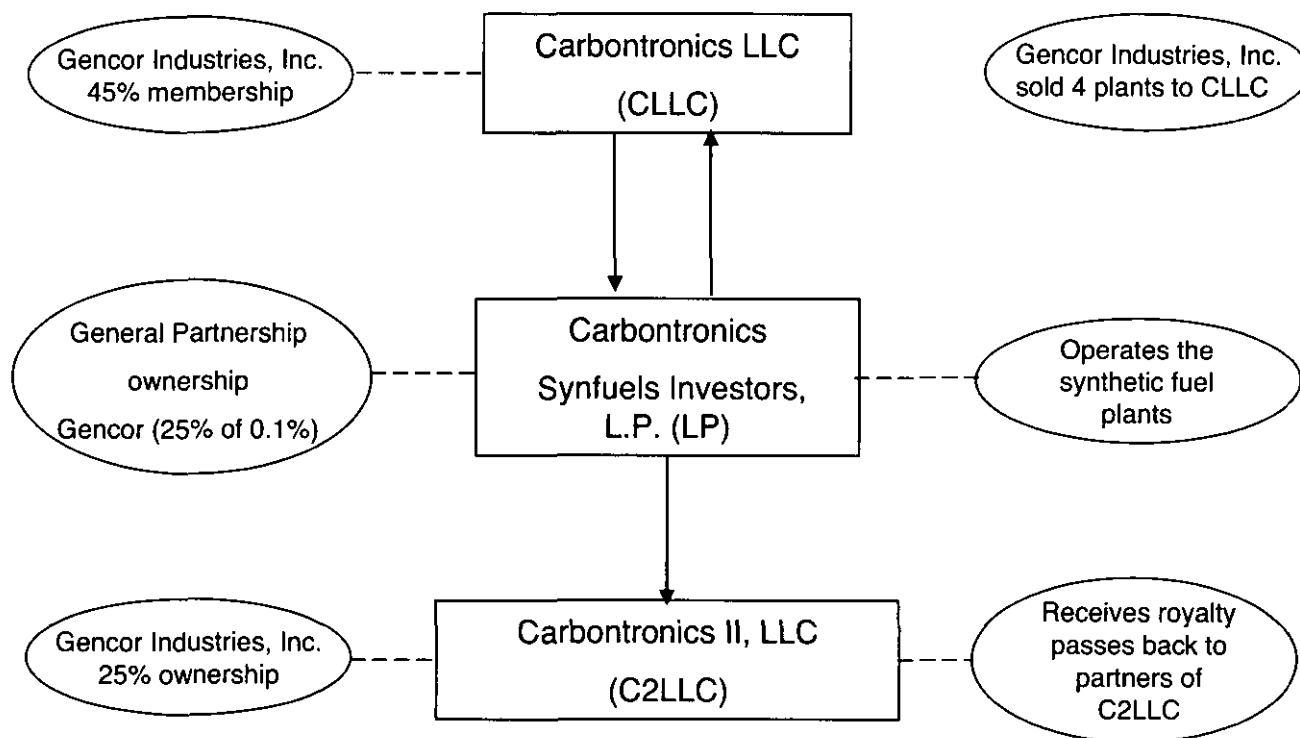 Gencor Industries, Inc.
45% membership
Carbontronics LLC
(CLLC)
Gencor Industries, Inc.
sold 4 plants to CLLC
General Partnership
ownership
Gencor (25% of 0.1%)
Carbontronics
Synfuels Investors,
L.P. (LP)
Operates the
synthetic fuel
plants
Gencor Industries, Inc.
25% ownership
Carbontronics II, LLC
(C2LLC)
Receives royalty
passes back to
partners of
C2LLC